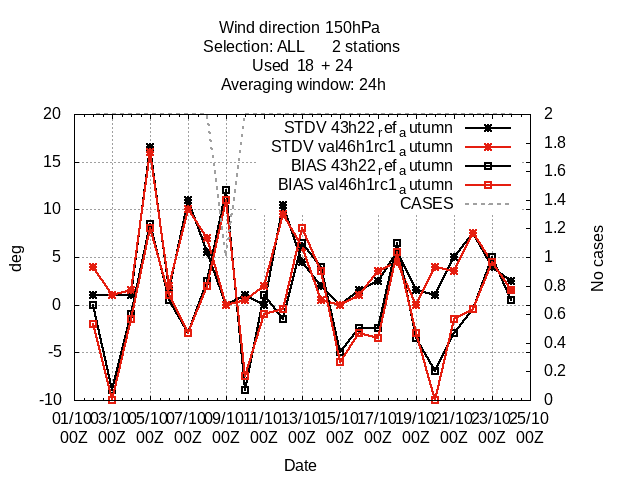 Wind direction 150hPa
Selection: ALL 2 stations
Used 18 + 24
Averaging window: 24h
STDV 43h22ref_autumn
STDV val46h1rc1_autumn
BIAS 43h22ref_autumn
BIAS val46h1rc1_autumn
CASES
20
15
10
5
0
-5
-10
deg
2
1.8
1.6
1.4
1.2
1
0.8
0.6
0.4
0.2
0
No cases
01/10 03/10 05/10 07/10 09/10 11/10 13/10 15/10 17/10 19/10 21/10 23/10 25/10
00Z 00Z 00Z 00Z 00Z 00Z 00Z 00Z 00Z 00Z 00Z 00Z 00Z
Date